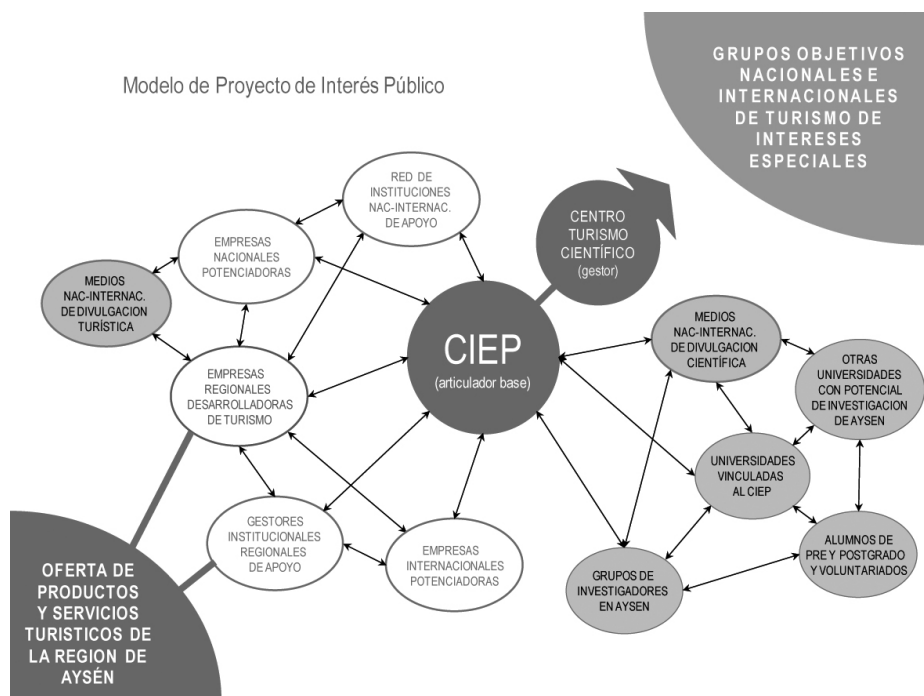 Modelo de Proyecto de Interés Público
GRUPOS OBJETIVOS
NACIONALES E
INTERNACIONALES
DE TURISMO DE
INTERESES
ESPECIALES
RED DE
INSTITUCIONES
NAC-INTERNAC.
DE APOYO
CENTRO
TURISMO
CIENTÍFICO
(gestor)
EMPRESAS
NACIONALES
POTENCIADORAS
MEDIOS
NAC-INTERNAC.
DE DIVULGACION
TURÍSTICA
CIEP
(articulador base)
MEDIOS
NAC-INTERNAC.
DE DIVULGACION
CIENTÍFICA
OTRAS
UNIVERSIDADES
CON POTENCIAL
DE INVESTIGACION
DE AYSEN
EMPRESAS
REGIONALES
DESARROLLADORAS
DE TURISMO
UNIVERSIDADES
VINCULADAS
AL CIEP
GESTORES
INSTITUCIONALES
REGIONALES
DE APOYO
EMPRESAS
INTERNACIONALES
POTENCIADORAS
GRUPOS DE
INVESTIGADORES
EN AYSEN
ALUMNOS DE
PRE Y POSTGRADO
Y VOLUNTARIADOS
OFERTA DE
PRODUCTOS
Y SERVICIOS
TURISTICOS DE
LA REGION DE
AYSÉN